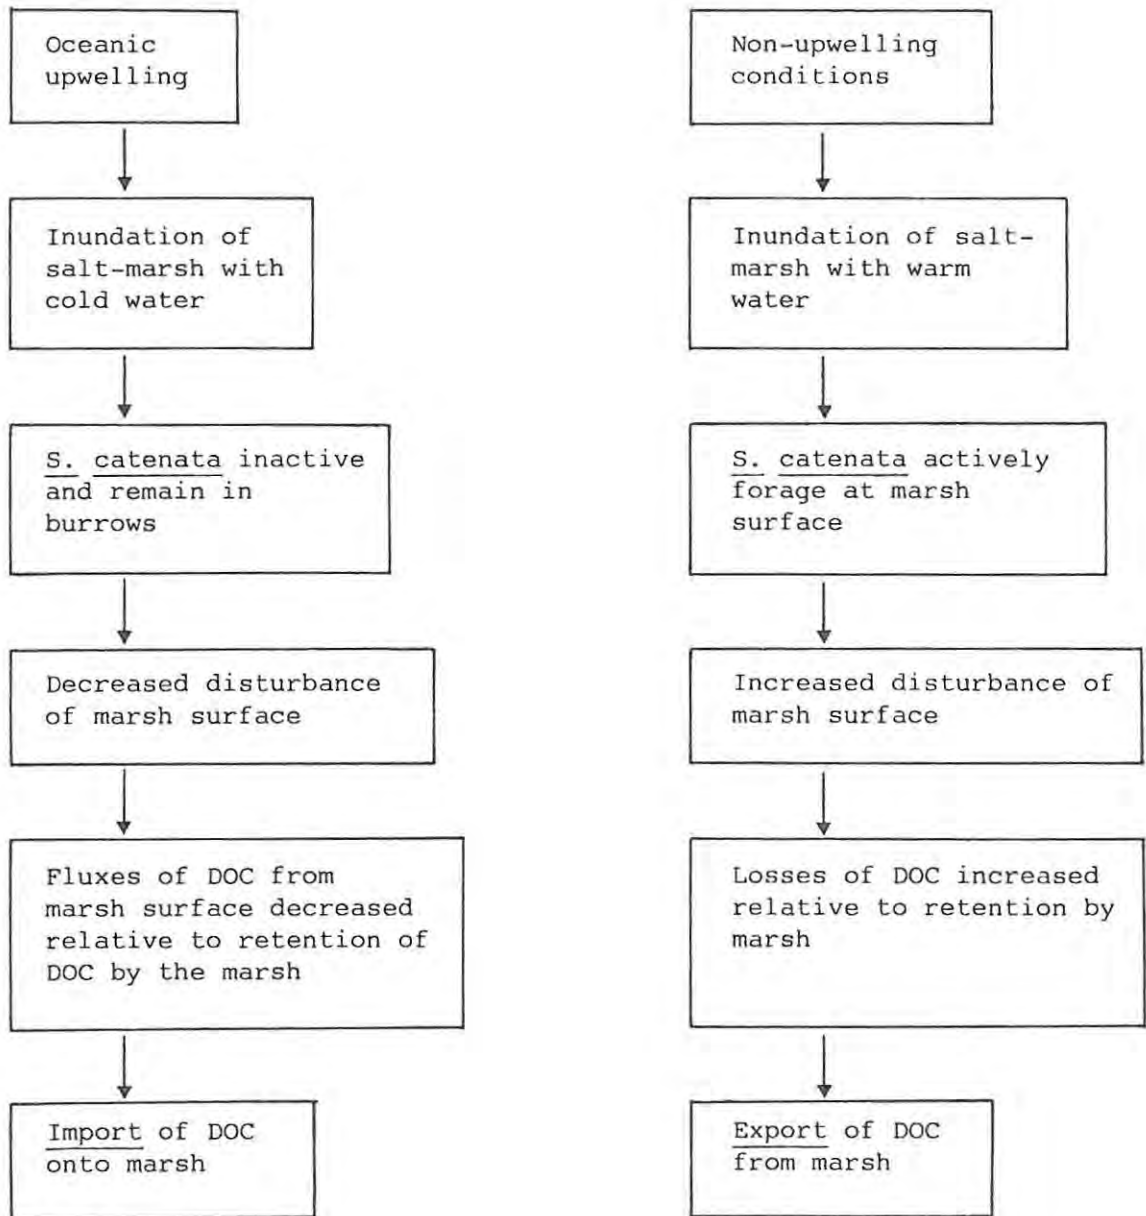 Oceanic
upwelling
Inundation of
salt-marsh with
cold water
S. catenata inactive
and remain in
burrows
Decreased disturbance
of marsh surface
Fluxes of DOC from
marsh surface decreased
relative to retention of
DOC by the marsh
Import of DOC
onto marsh
Non-upwelling
conditions
Inundation of salt-
marsh with warm
water
S. catenata actively
forage at marsh
surface
Increased disturbance of
marsh surface
Losses of DOC increased
relative to retention by
marsh
Export of DOC
from marsh